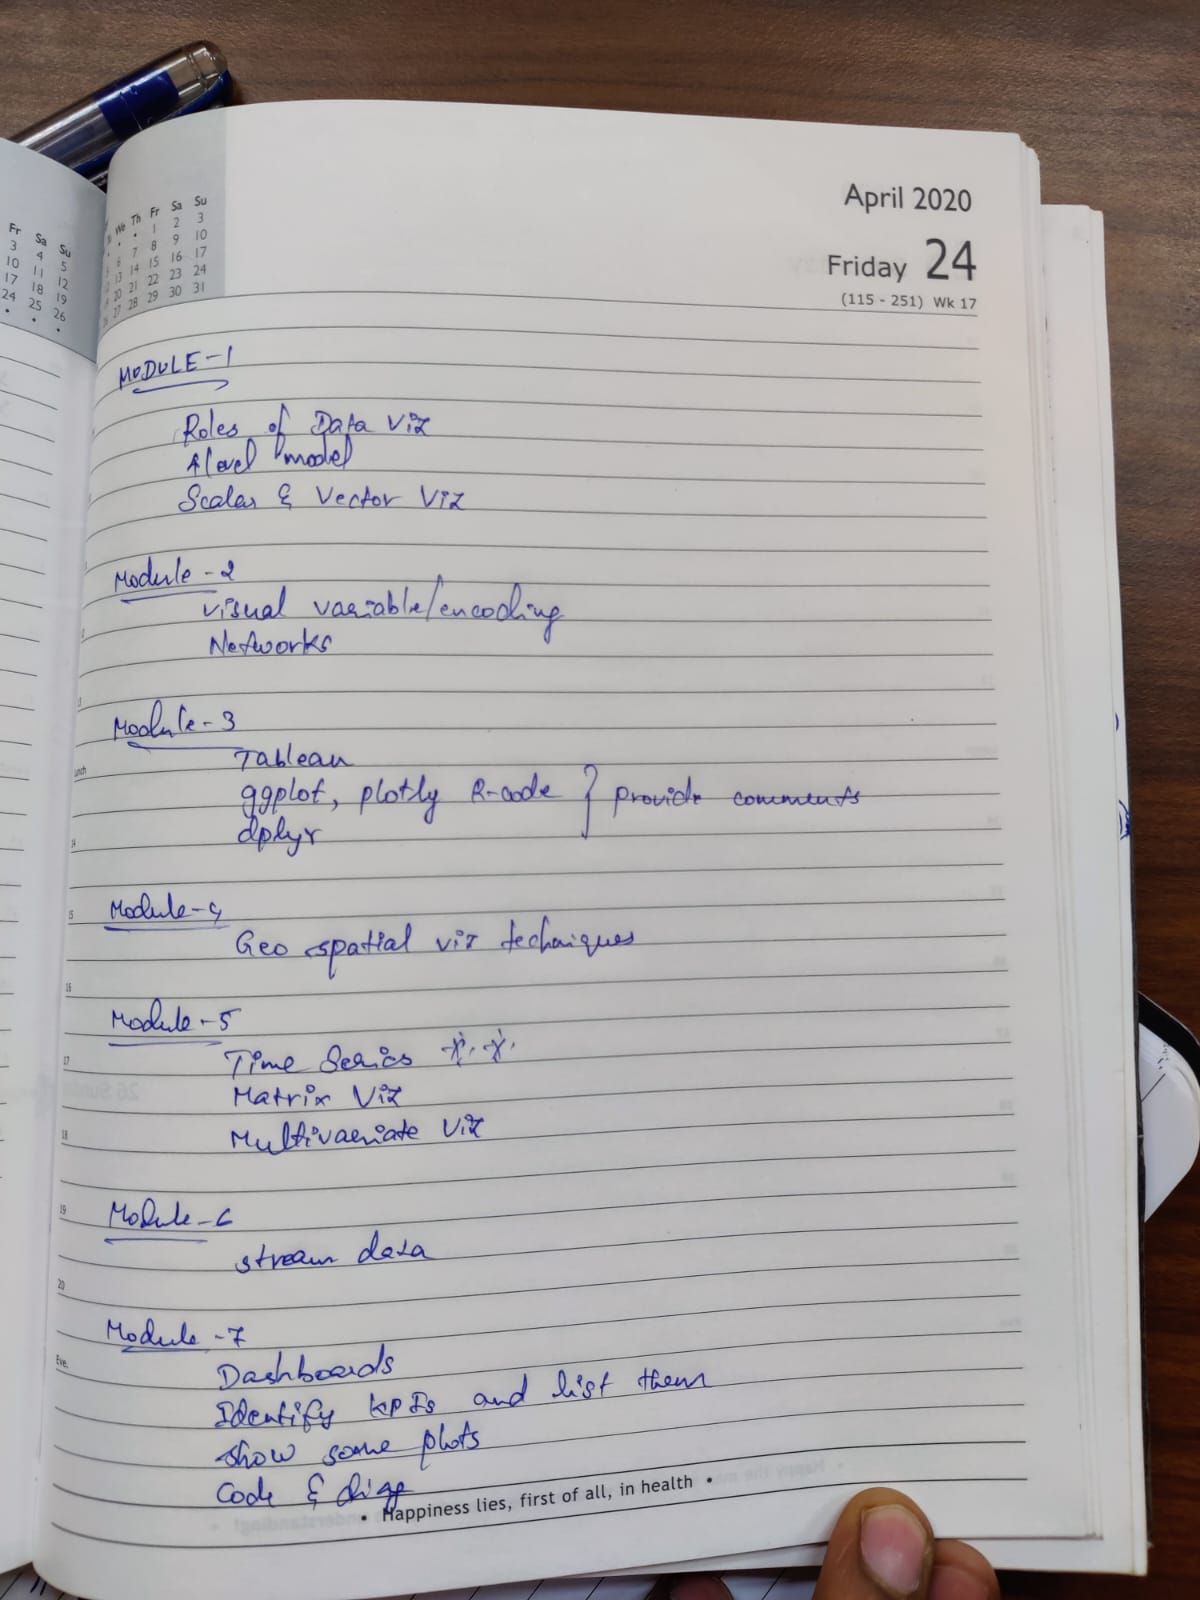 Fr Sa Su
3 4 5
10 11 12
17 18 19
24 25 26
We Th Fr Sa Su
1 2 3
6 7 8 9 10
13 14 15 16 17
20 21 22 23 24
27 28 29 30 31
April 2020
Friday 24
(115 - 251) Wk 17
MODULE-1
Roles of Data Viz
4 level model
Scalar & Vector Viz
Module-2
visual variable/encoding
Networks
13
Module-3
Tableau
Lunch
ggplot, plotly R-code } provide comments
dplyr
14
Module-4
15
Geo spatial viz techniques
16
Module-5
17
Time Series
Matrix Viz
18
Multivariate Viz
19
Module-6
stream data
20
Module-7
Eve.
Dashboards
Identify KPIs and list them
show some plots
Code &
• Happiness lies, first of all, in health •